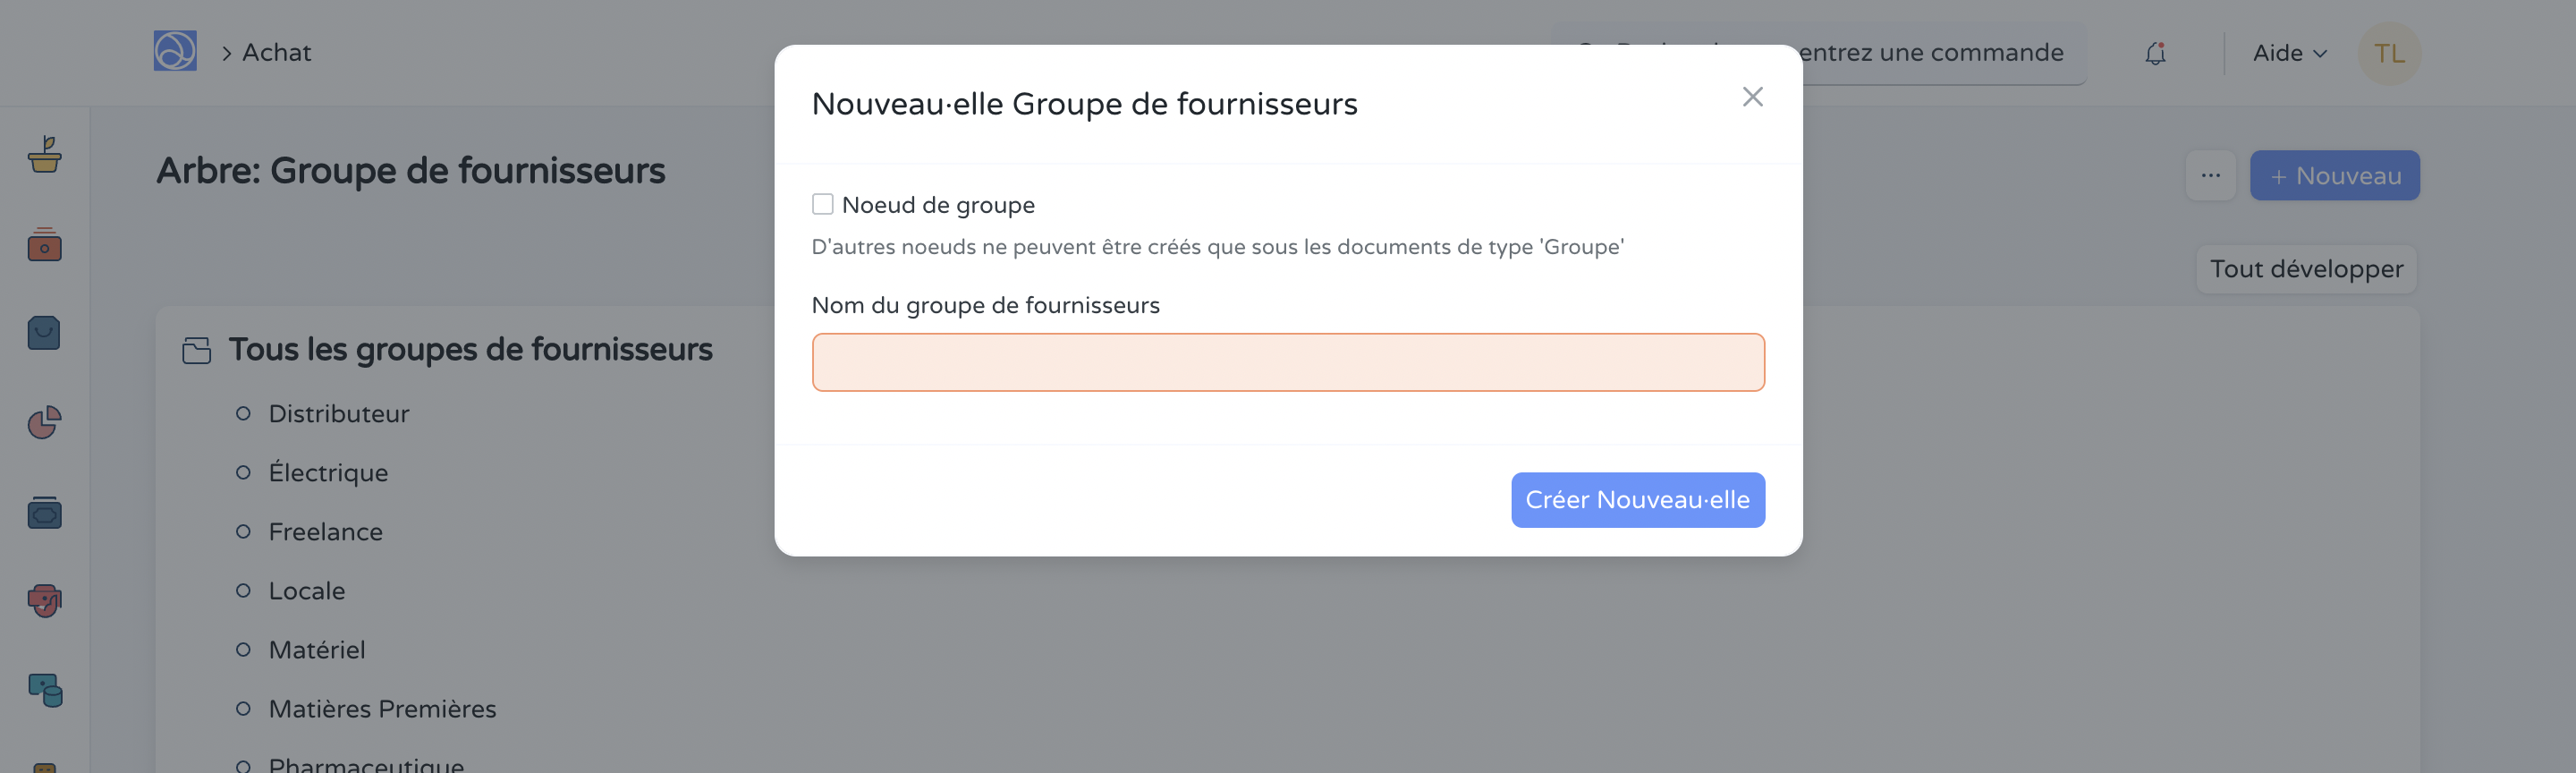 Achat
entrez une commande
Aide
TL
Nouveau·elle Groupe de fournisseurs
Arbre: Groupe de fournisseurs
...
+ Nouveau
Noeud de groupe
D'autres noeuds ne peuvent être créés que sous les documents de type 'Groupe'
Tout développer
Nom du groupe de fournisseurs
Tous les groupes de fournisseurs
Distributeur
Électrique
Freelance
Locale
Matériel
Matières Premières
Pharmaceutique
Créer Nouveau·elle